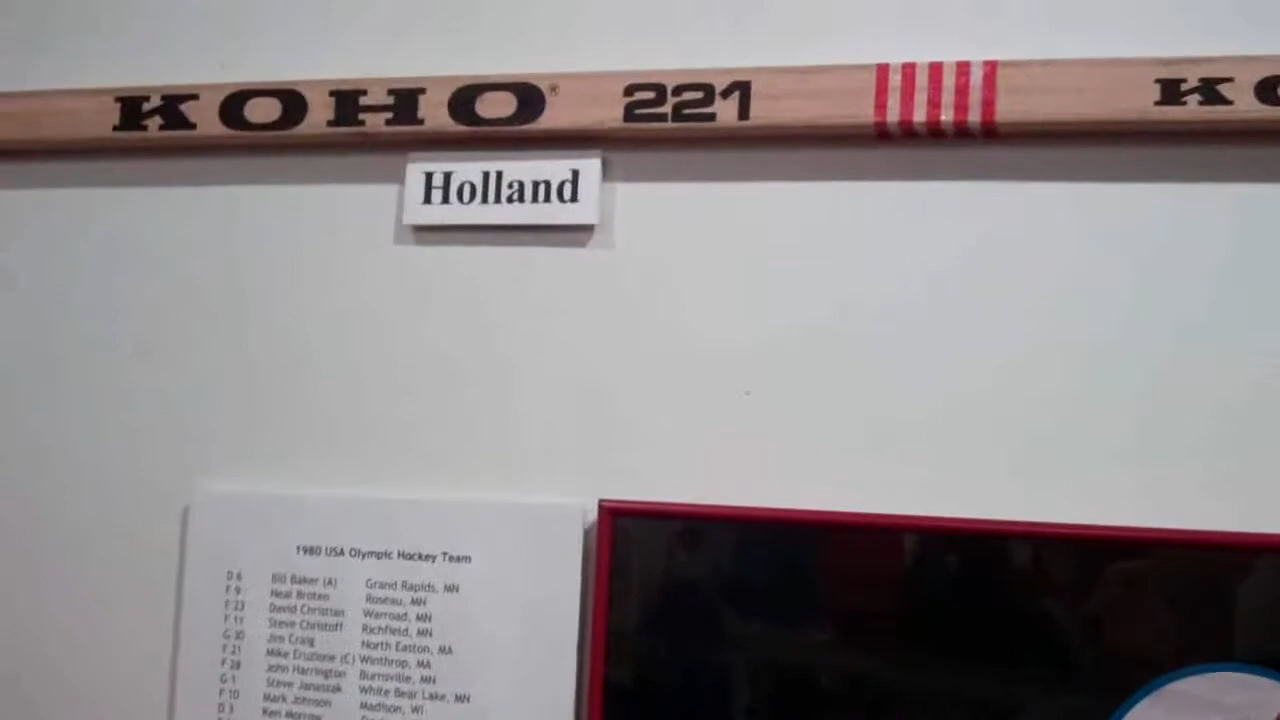 KOHO® 221 KO
Holland
1980 USA Olympic Hockey Team
D 6 Bill Baker (A) Grand Rapids, MN
F 9 Neal Broten Roseau, MN
F 23 David Christian Warroad, MN
F 11 Steve Christoff Richfield, MN
G 30 Jim Craig North Easton, MA
F 21 Mike Eruzione (C) Winthrop, MA
F 28 John Harrington Burnsville, MN
G 1 Steve Janaszak White Bear Lake, MN
F 10 Mark Johnson Madison, WI
D 3 Ken Morrow